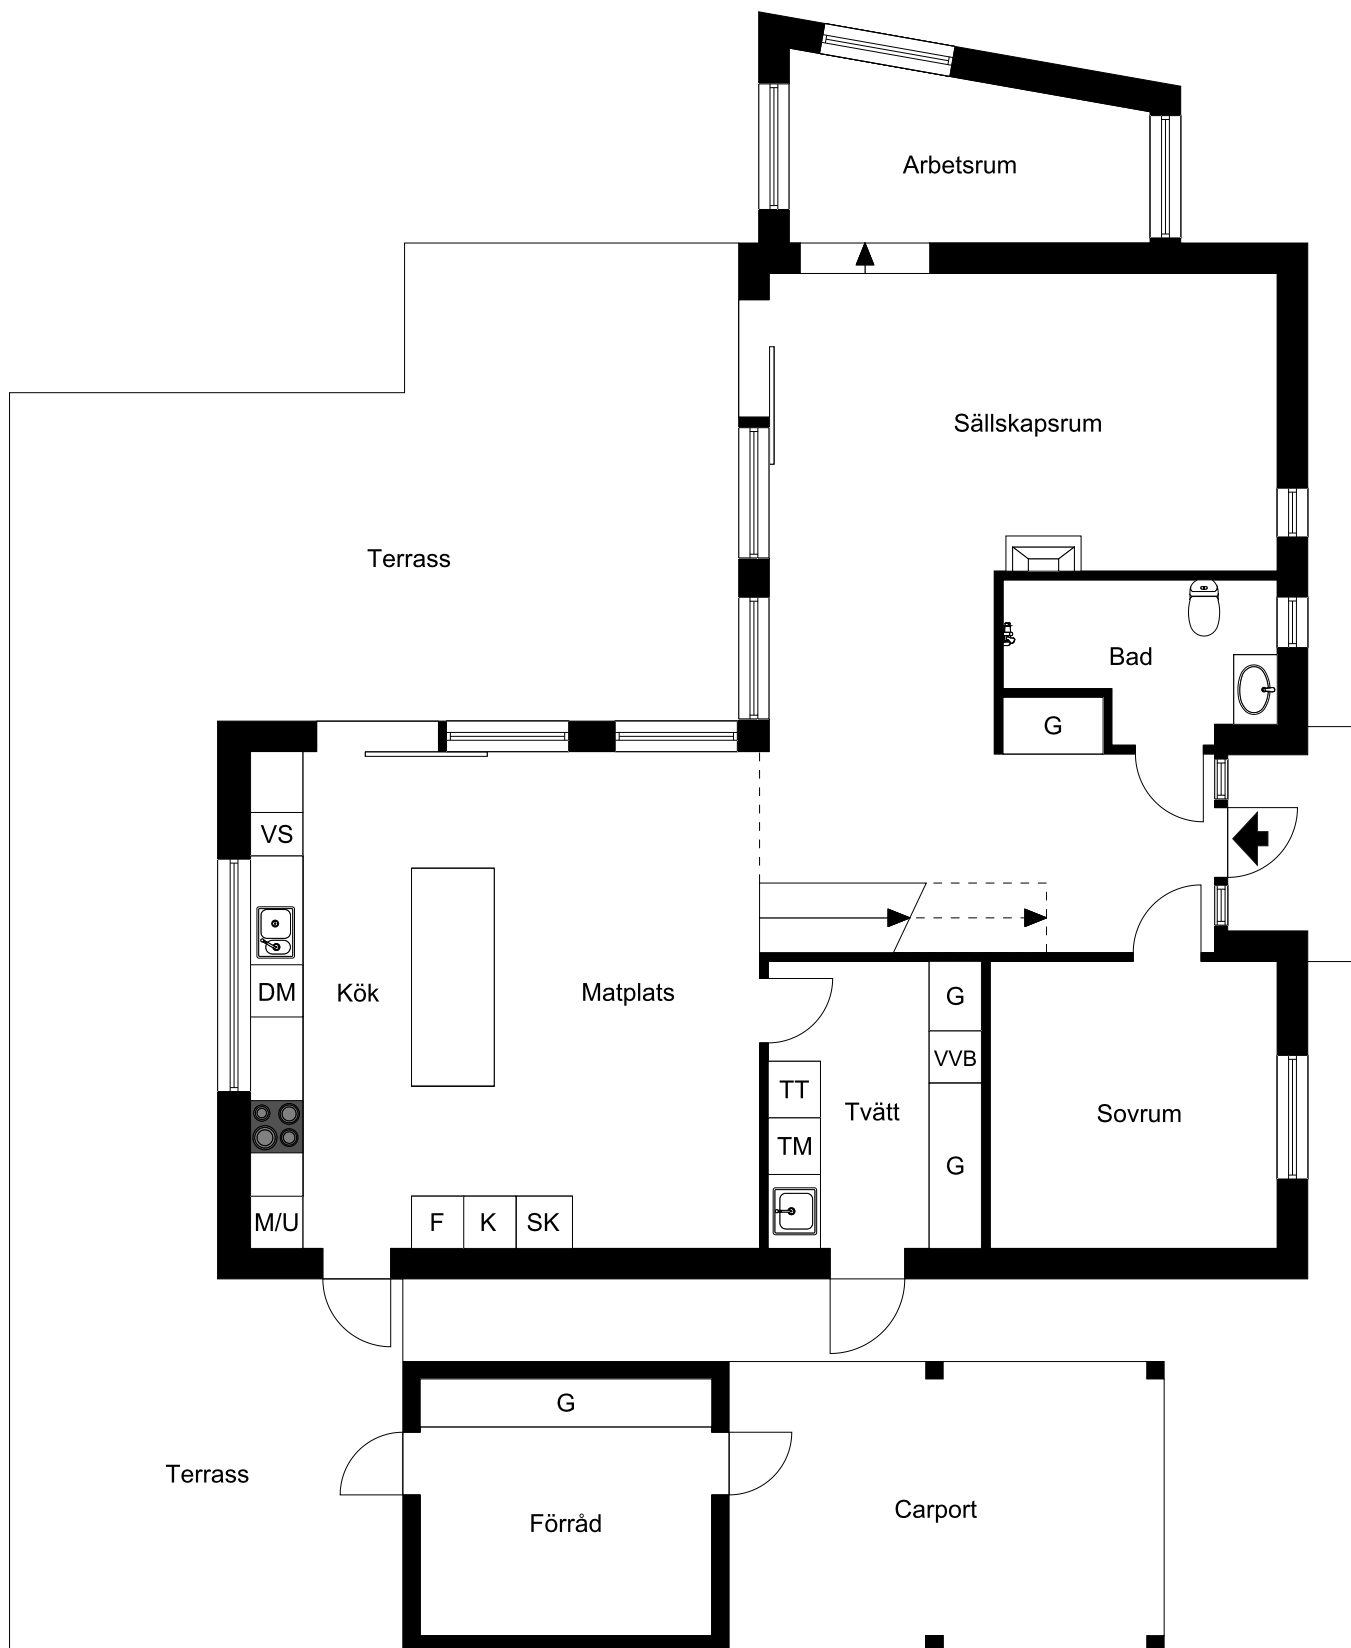 Arbetsrum
Sällskapsrum
Terrass
Bad
G
VS
DM
Kök
Matplats
G
VVB
TT
Tvätt
Sovrum
TM
G
M/U
F
K
SK
G
Terrass
Carport
Förråd